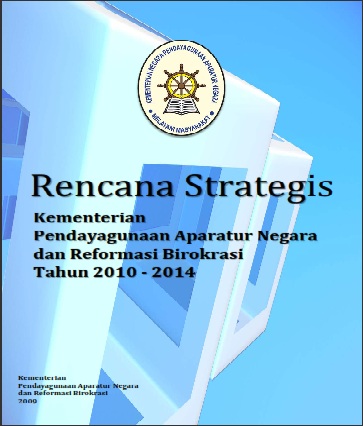 KEMENTERIAN NEGARA PENDAYAGUNAAN APARATUR NEGARA
MELAYANI MASYARAKAT
Rencana Strategis
Kementerian
Pendayagunaan Aparatur Negara
dan Reformasi Birokrasi
Tahun 2010 - 2014
Kementerian
Pendayagunaan Aparatur Negara
dan Reformasi Birokrasi
2009